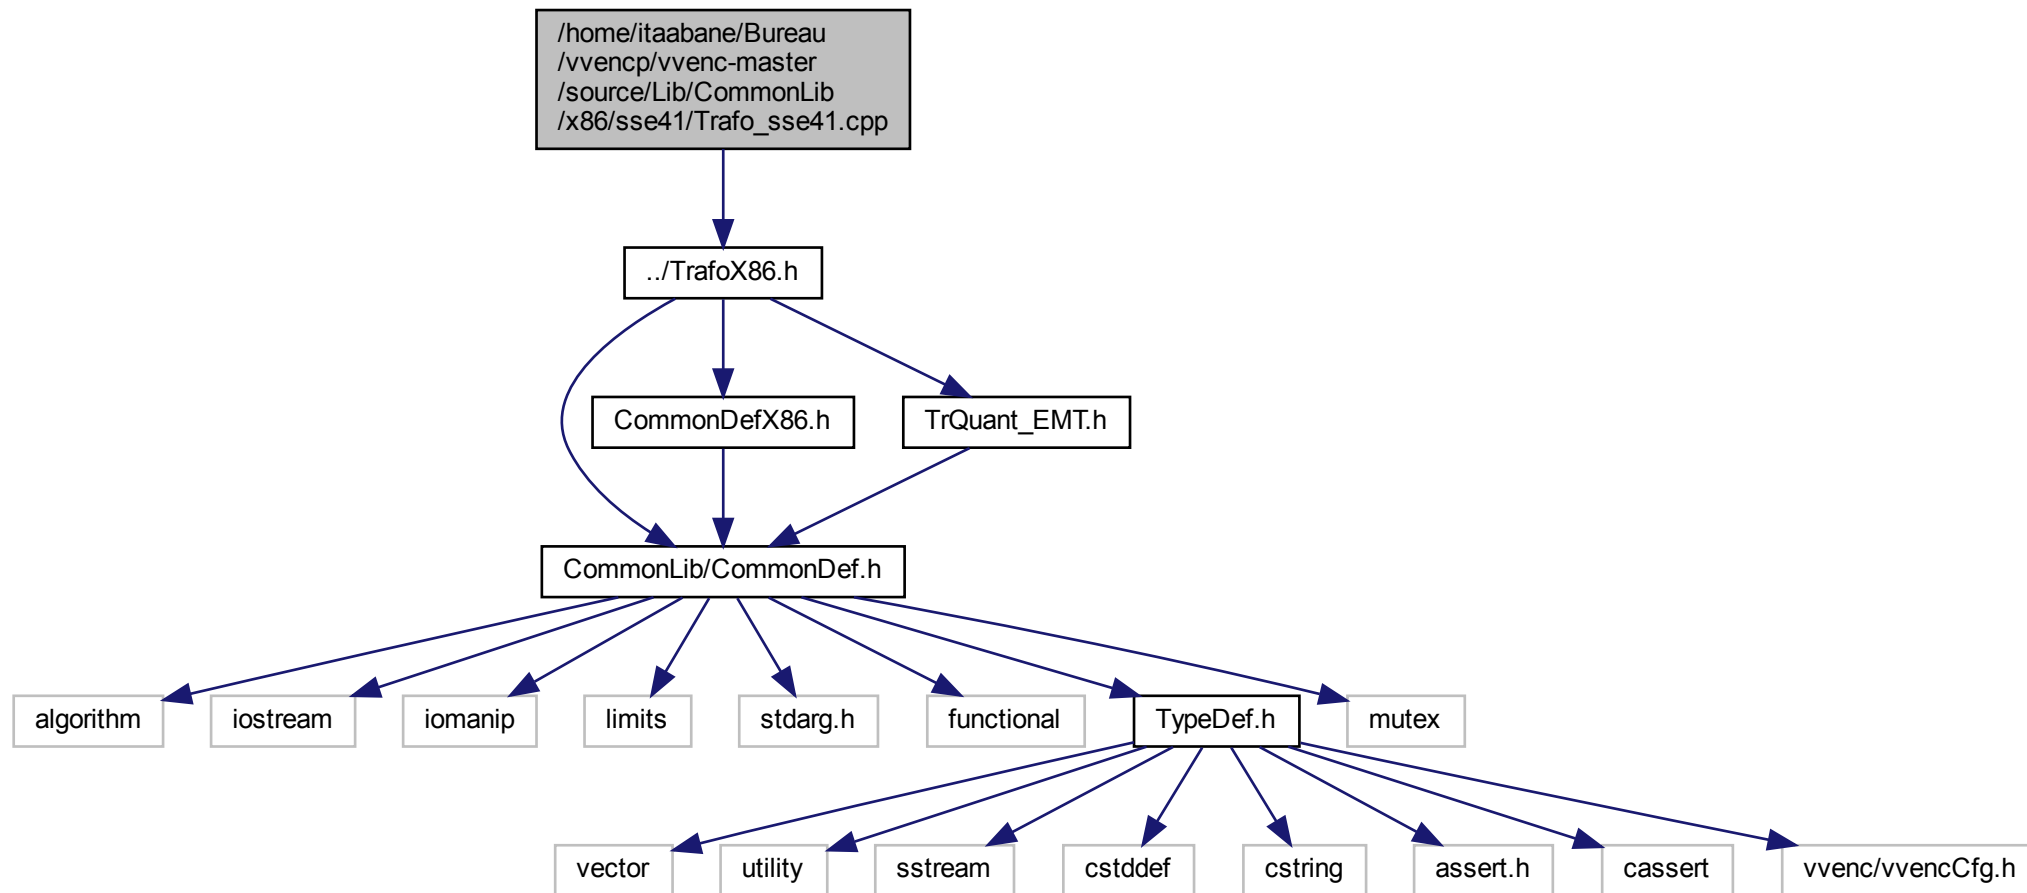 /home/itaabane/Bureau
/vvencp/vvenc-master
/source/Lib/CommonLib
/x86/sse41/Trafo_sse41.cpp
../TrafoX86.h
CommonDefX86.h
TrQuant_EMT.h
CommonLib/CommonDef.h
algorithm
iostream
iomanip
limits
stdarg.h
functional
TypeDef.h
mutex
vector
utility
sstream
cstddef
cstring
assert.h
cassert
vvenc/vvencCfg.h